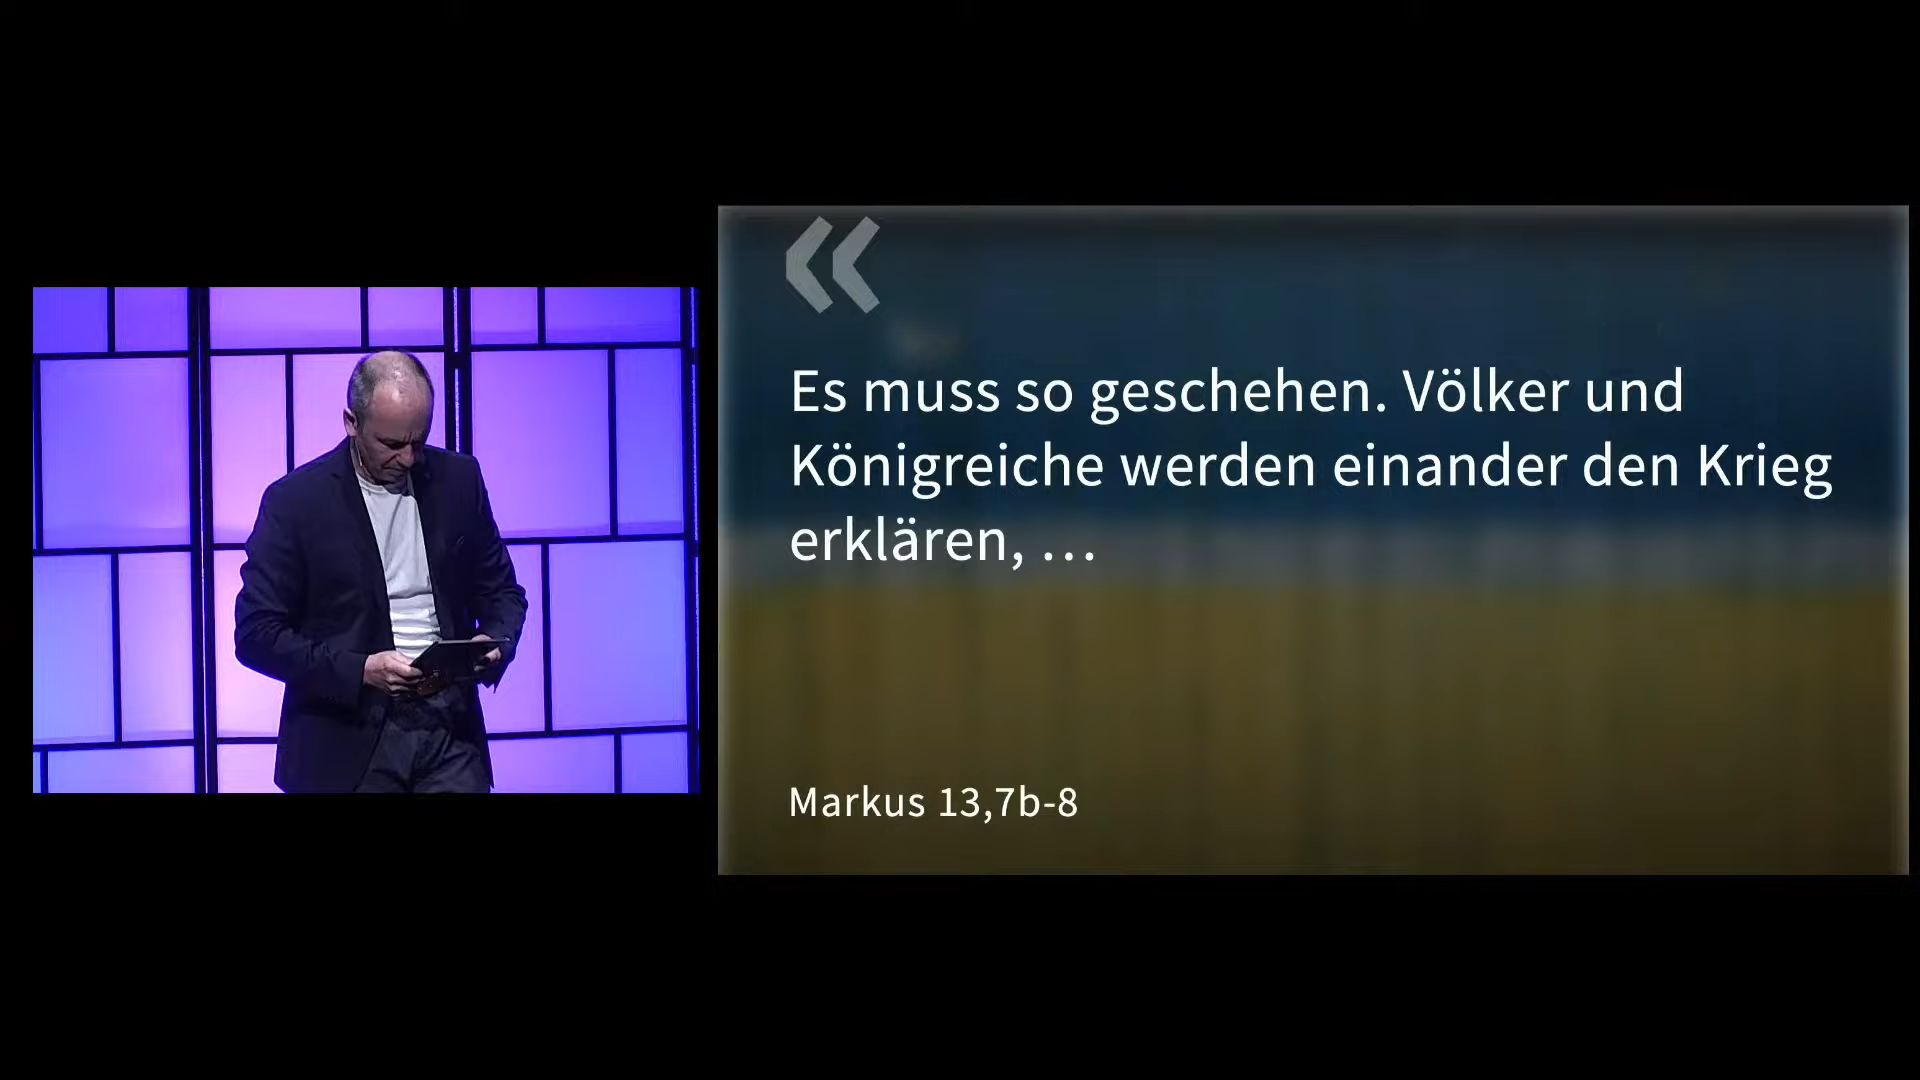 «
Es muss so geschehen. Völker und
Königreiche werden einander den Krieg
erklären, …
Markus 13,7b-8